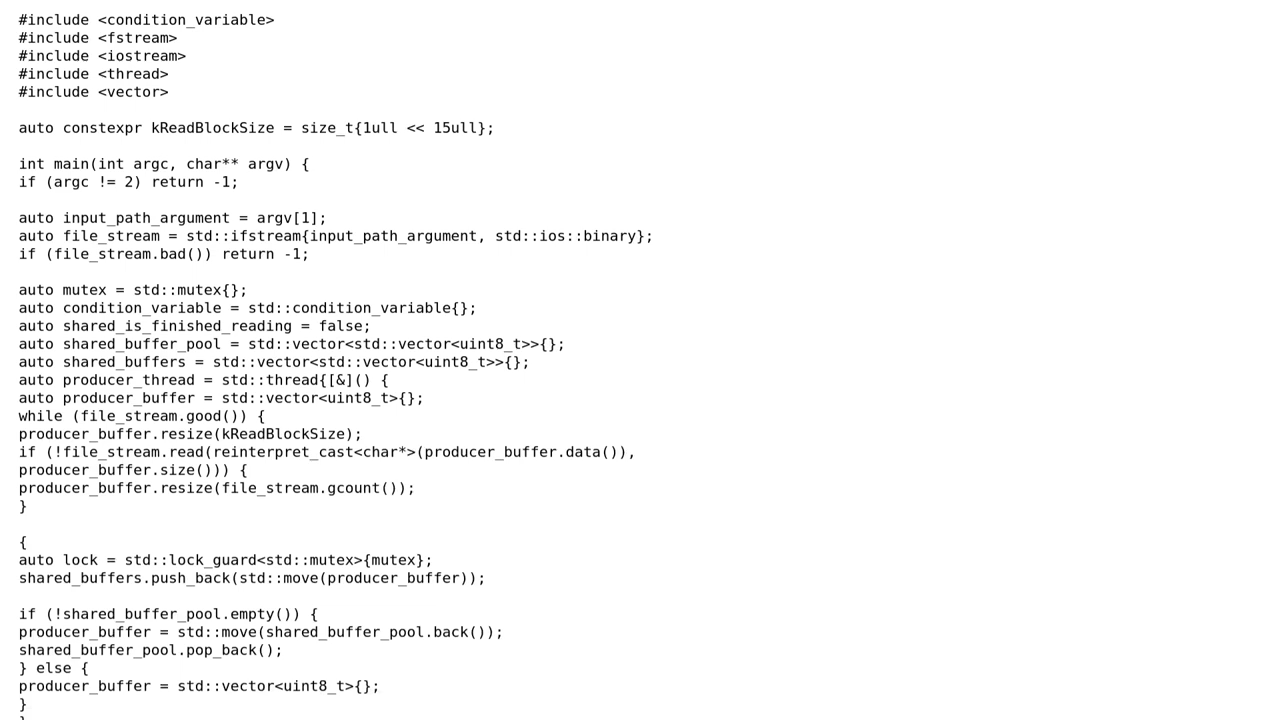 #include <condition_variable>
#include <fstream>
#include <iostream>
#include <thread>
#include <vector>

auto constexpr kReadBlockSize = size_t{1ull << 15ull};

int main(int argc, char** argv) {
if (argc != 2) return -1;

auto input_path_argument = argv[1];
auto file_stream = std::ifstream{input_path_argument, std::ios::binary};
if (file_stream.bad()) return -1;

auto mutex = std::mutex{};
auto condition_variable = std::condition_variable{};
auto shared_is_finished_reading = false;
auto shared_buffer_pool = std::vector<std::vector<uint8_t>>{};
auto shared_buffers = std::vector<std::vector<uint8_t>>{};
auto producer_thread = std::thread{[&]() {
auto producer_buffer = std::vector<uint8_t>{};
while (file_stream.good()) {
producer_buffer.resize(kReadBlockSize);
if (!file_stream.read(reinterpret_cast<char*>(producer_buffer.data()),
producer_buffer.size())) {
producer_buffer.resize(file_stream.gcount());
}

{
auto lock = std::lock_guard<std::mutex>{mutex};
shared_buffers.push_back(std::move(producer_buffer));

if (!shared_buffer_pool.empty()) {
producer_buffer = std::move(shared_buffer_pool.back());
shared_buffer_pool.pop_back();
} else {
producer_buffer = std::vector<uint8_t>{};
}
}